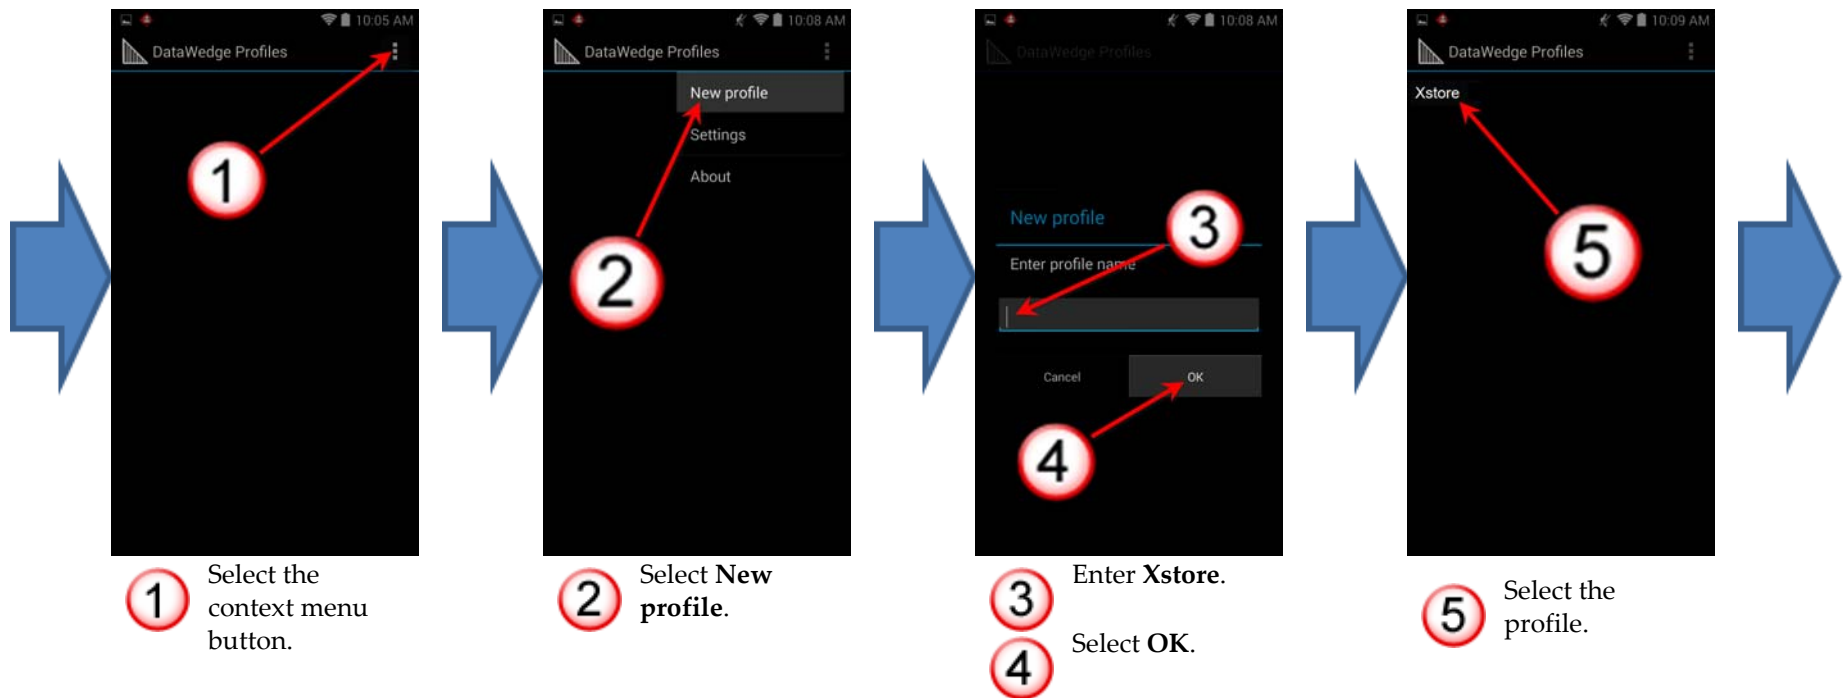 10:05 AM
DataWedge Profiles
1
1
Select the
context menu
button.
10:08 AM
DataWedge Profiles
New profile
Settings
About
2
2
Select New
profile.
10:08 AM
DataWedge Profiles
New profile
3
Enter profile name
Cancel
OK
4
3
Enter Xstore.
4
Select OK.
10:09 AM
DataWedge Profiles
Xstore
5
5
Select the
profile.